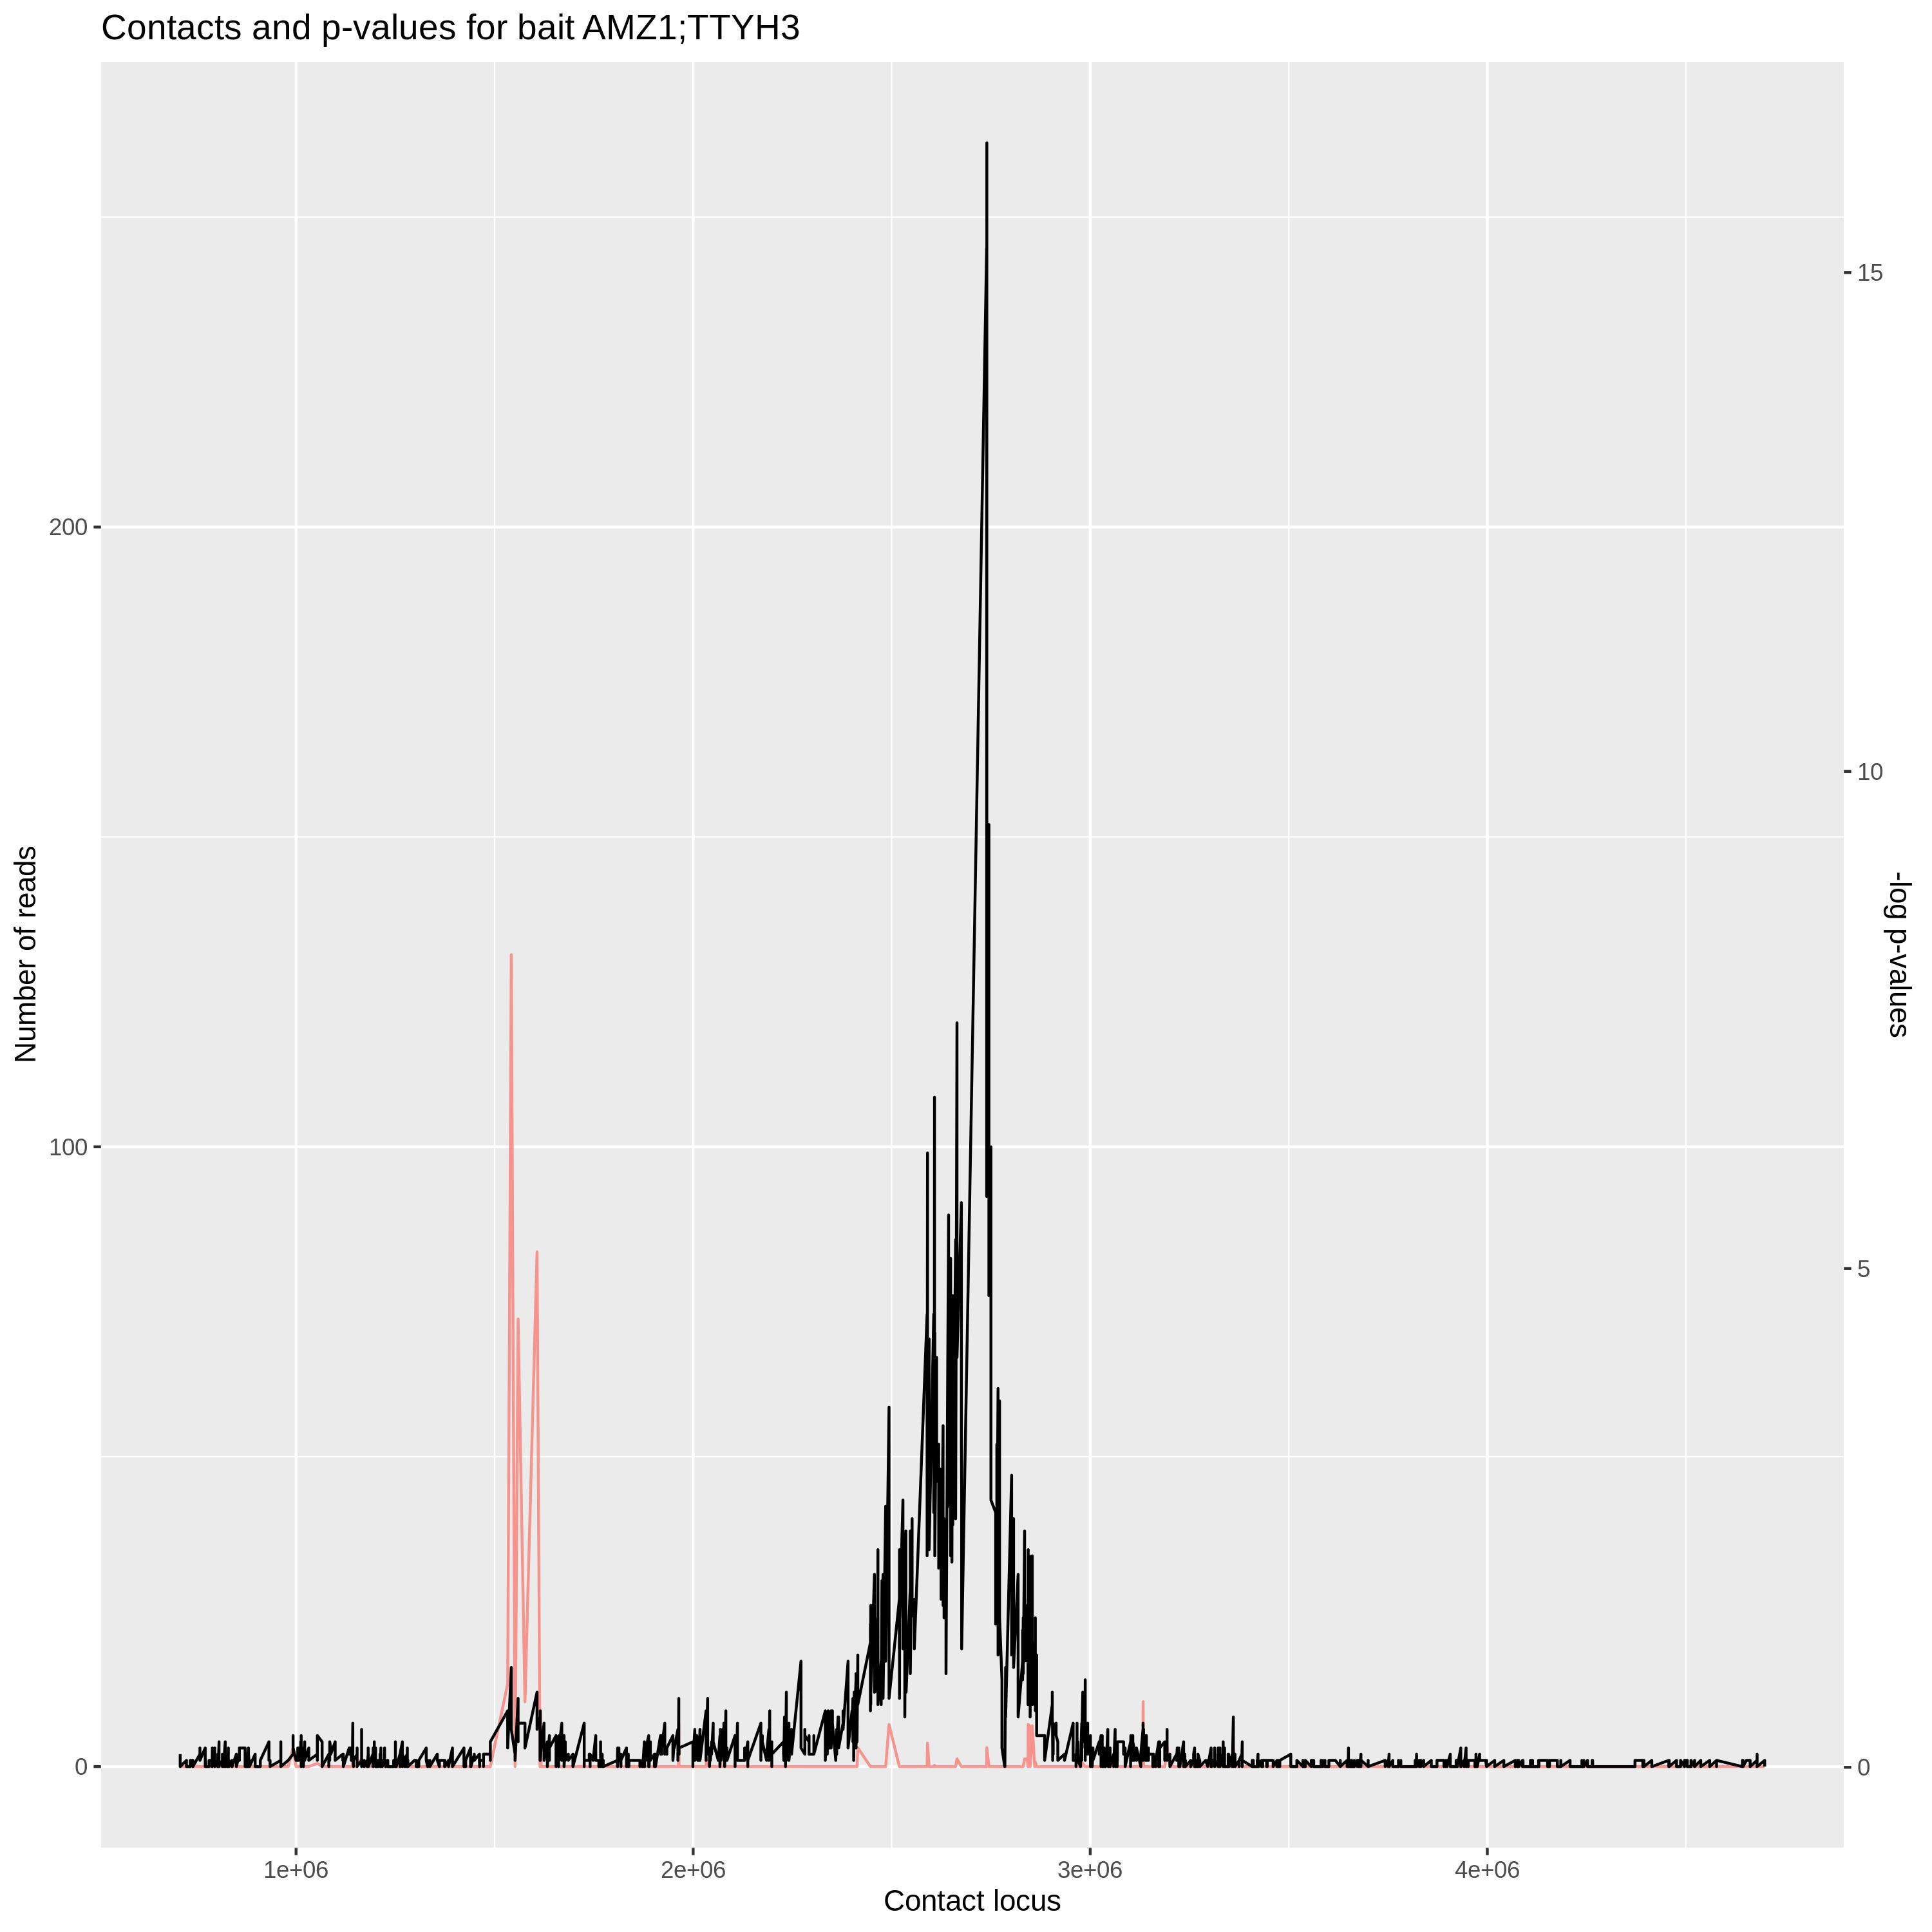 Contacts and p-values for bait AMZ1;TTYH3
Number of reads
200
100
0
15
10
5
0
-log p-values
1e+06
2e+06
3e+06
4e+06
Contact locus